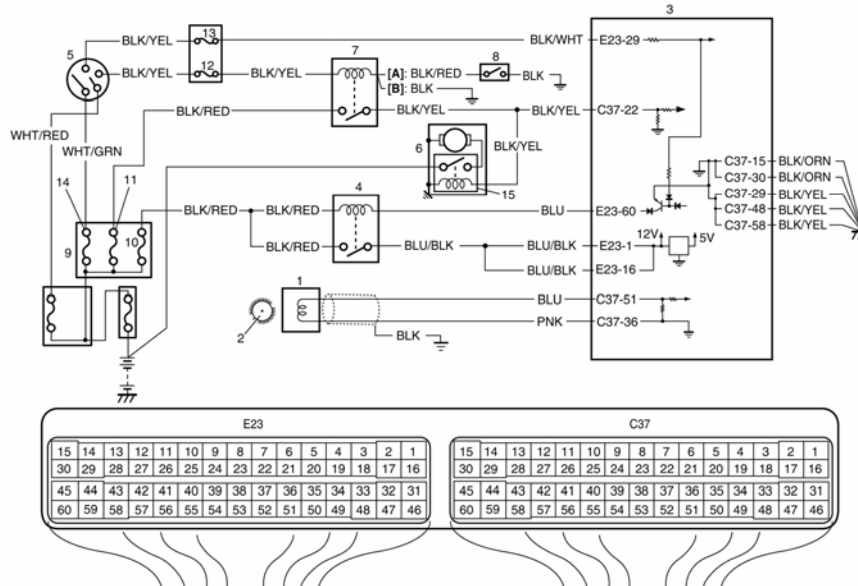 3
5
BLK/YEL
13
BLK/WHT
E23-29
BLK/YEL
12
BLK/YEL
7
[A]: BLK/RED
8
BLK
[B]: BLK
BLK/RED
BLK/YEL
BLK/YEL
C37-22
WHT/RED
WHT/GRN
6
BLK/YEL
15
14
11
4
C37-15
BLK/ORN
C37-30
BLK/ORN
C37-29
BLK/YEL
C37-48
BLK/YEL
C37-58
BLK/YEL
7
BLK/RED
BLK/RED
BLU
E23-60
9
10
BLK/RED
BLU/BLK
BLU/BLK
E23-1
12V
5V
BLU/BLK
E23-16
1
BLU
C37-51
2
PNK
C37-36
BLK
E23
C37
15 14 13 12 11 10 9 8 7 6 5 4 3 2 1
15 14 13 12 11 10 9 8 7 6 5 4 3 2 1
30 29 28 27 26 25 24 23 22 21 20 19 18 17 16
30 29 28 27 26 25 24 23 22 21 20 19 18 17 16
45 44 43 42 41 40 39 38 37 36 35 34 33 32 31
45 44 43 42 41 40 39 38 37 36 35 34 33 32 31
60 59 58 57 56 55 54 53 52 51 50 49 48 47 46
60 59 58 57 56 55 54 53 52 51 50 49 48 47 46